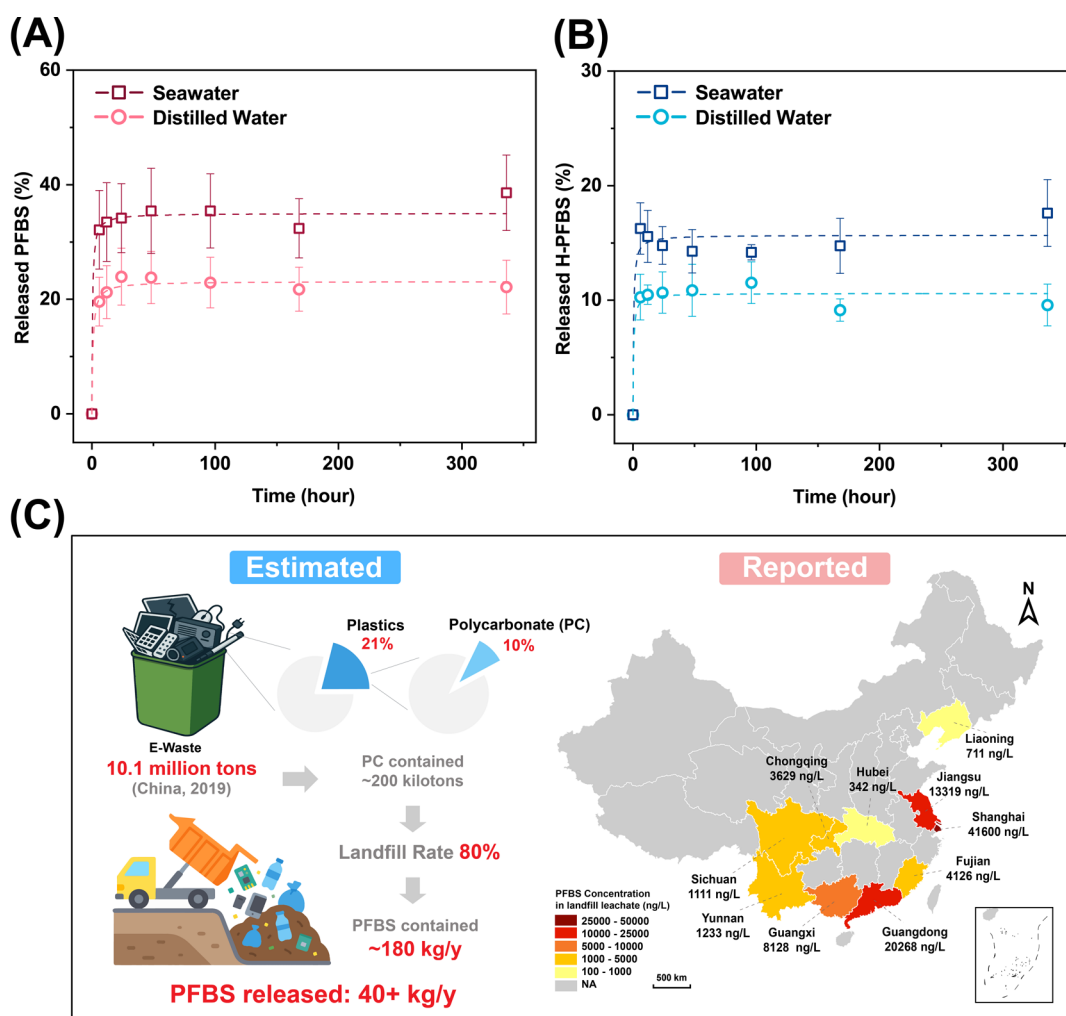 (A)
60
40
20
0
Released PFBS (%)
Seawater
Distilled Water
0
100
200
300
Time (hour)
(B)
30
20
10
0
Released H-PFBS (%)
Seawater
Distilled Water
0
100
200
300
Time (hour)
(C)
Estimated
Plastics
21%
Polycarbonate (PC)
10%
E-Waste
10.1 million tons
(China, 2019)
PC contained
~200 kilotons
Landfill Rate 80%
PFBS contained
~180 kg/y
PFBS released: 40+ kg/y
Reported
N
Liaoning
711 ng/L
Chongqing
3629 ng/L
Hubei
342 ng/L
Jiangsu
13319 ng/L
Shanghai
41600 ng/L
Fujian
4126 ng/L
Sichuan
1111 ng/L
Yunnan
1233 ng/L
Guangxi
8128 ng/L
Guangdong
20268 ng/L
PFBS Concentration
in landfill leachate (ng/L)
25000 - 50000
10000 - 25000
5000 - 10000
1000 - 5000
100 - 1000
NA
500 km